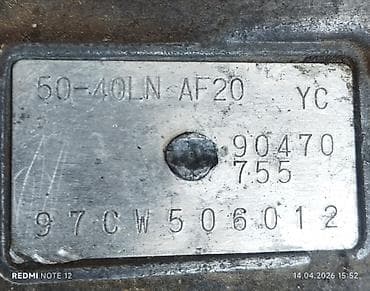 50-40LN AF20 YC
90470
755
97CW506012
REDMI NOTE 12
14.04.2026 15:52